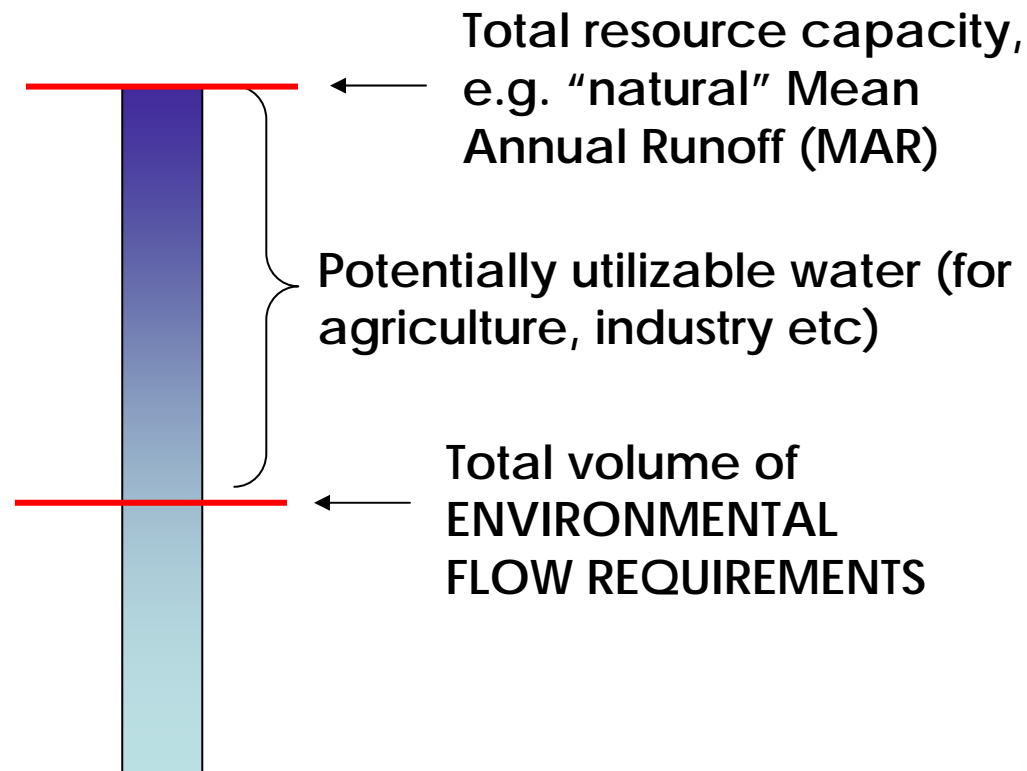 Total resource capacity,
e.g. “natural” Mean
Annual Runoff (MAR)
Potentially utilizable water (for
agriculture, industry etc)
Total volume of
ENVIRONMENTAL
FLOW REQUIREMENTS